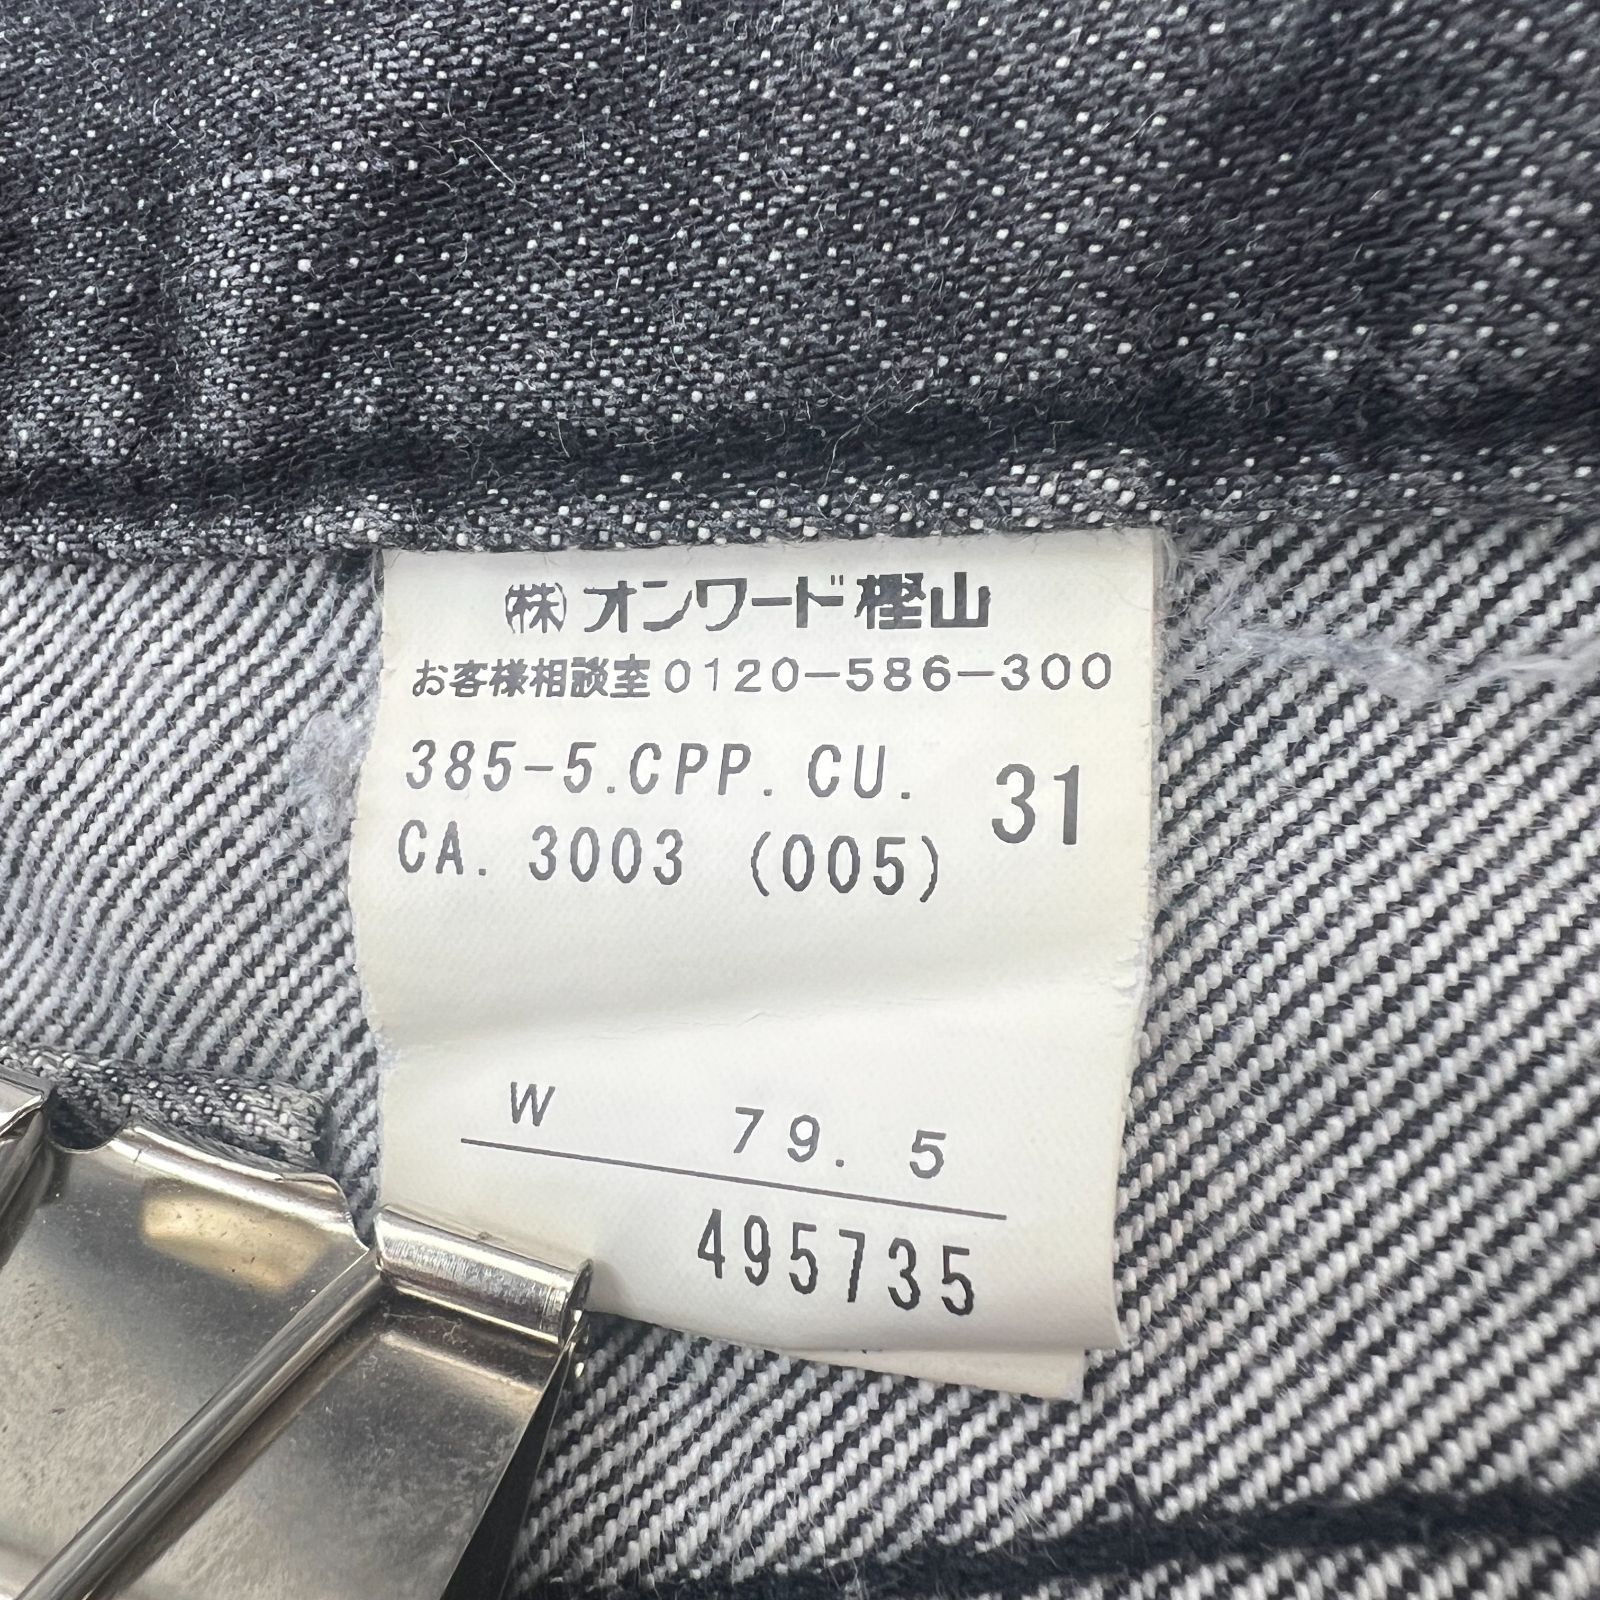 ㈱オンワード樫山
お客様相談室0120-586-300
385-5.CPP.CU.
31
CA.3003 (005)
W 79.5
495735